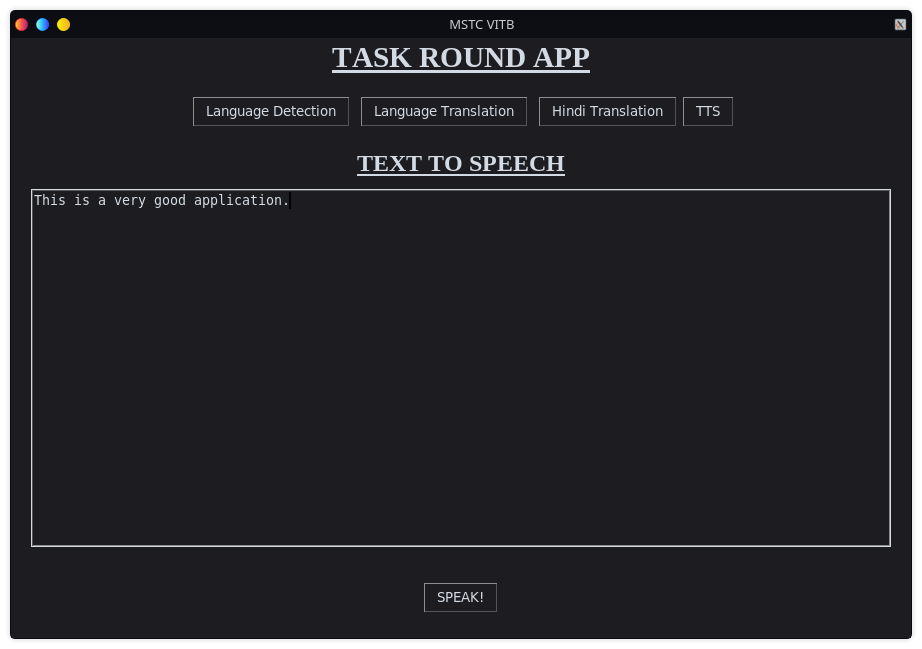 MSTC VITB
TASK ROUND APP
Language Detection Language Translation Hindi Translation TTS
TEXT TO SPEECH
This is a very good application.
SPEAK!